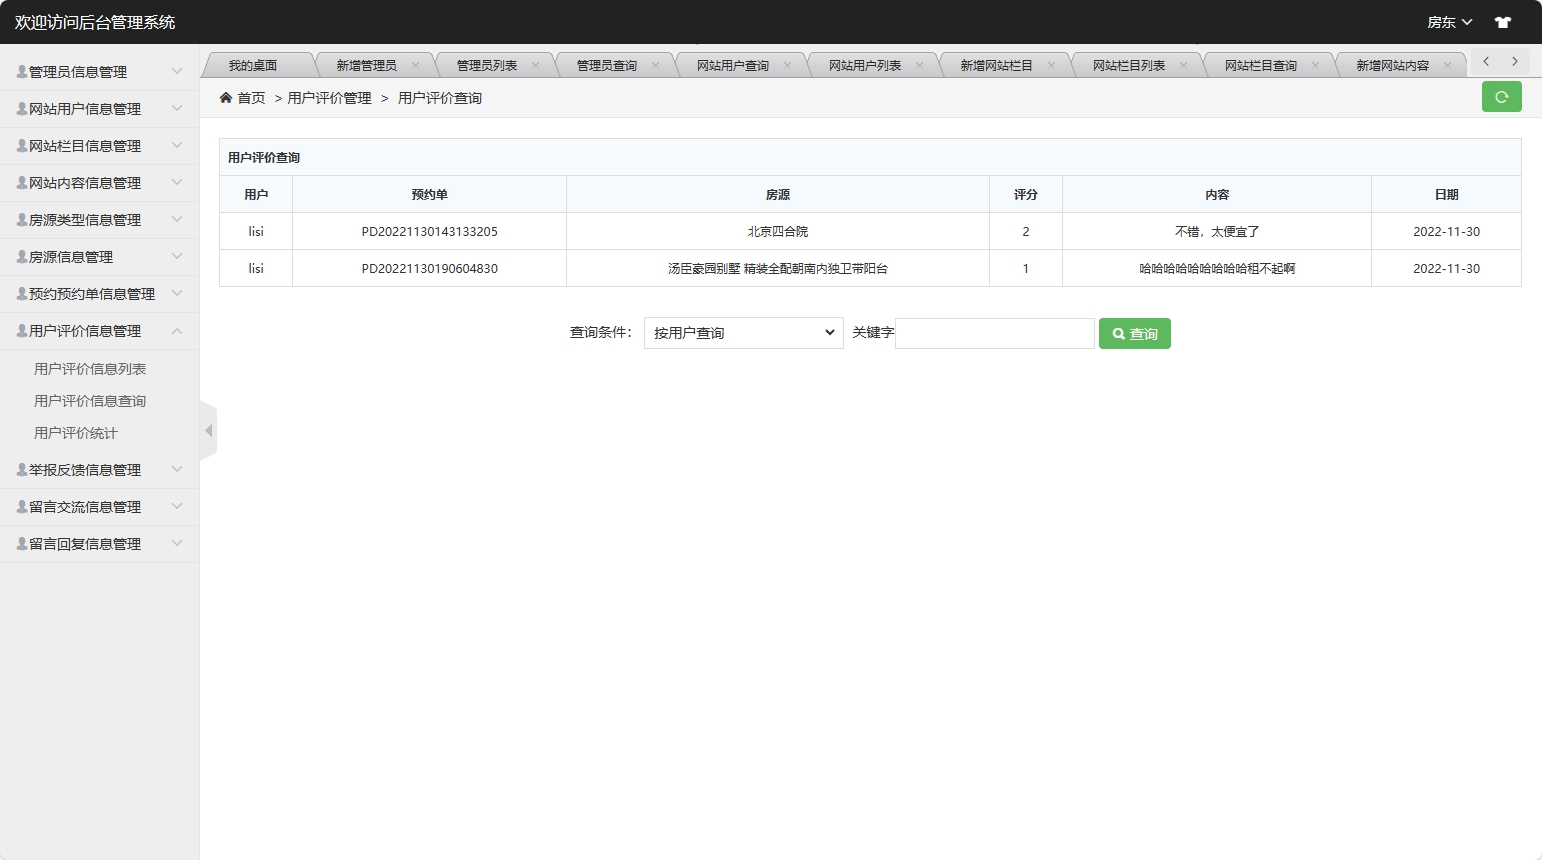 欢迎访问后台管理系统
房东
管理员信息管理
网站用户信息管理
网站栏目信息管理
网站内容信息管理
房源类型信息管理
房源信息管理
预约预约单信息管理
用户评价信息管理
用户评价信息列表
用户评价信息查询
用户评价统计
举报反馈信息管理
留言交流信息管理
留言回复信息管理
我的桌面 新增管理员 管理员列表 管理员查询 网站用户查询 网站用户列表 新增网站栏目 网站栏目列表 网站栏目查询 新增网站内容
首页 > 用户评价管理 > 用户评价查询
用户评价查询
用户 预约单 房源 评分 内容 日期
lisi PD20221130143133205 北京四合院 2 不错，太便宜了 2022-11-30
lisi PD20221130190604830 汤臣豪园别墅 精装全配朝南内独卫带阳台 1 哈哈哈哈哈哈哈哈哈租不起啊 2022-11-30
查询条件： 按用户查询 关键字 查询